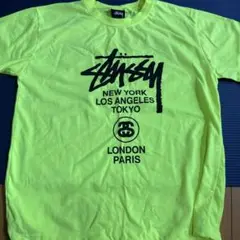 Stüssy
NEW YORK
LOS ANGELES
TOKYO
LONDON
PARIS